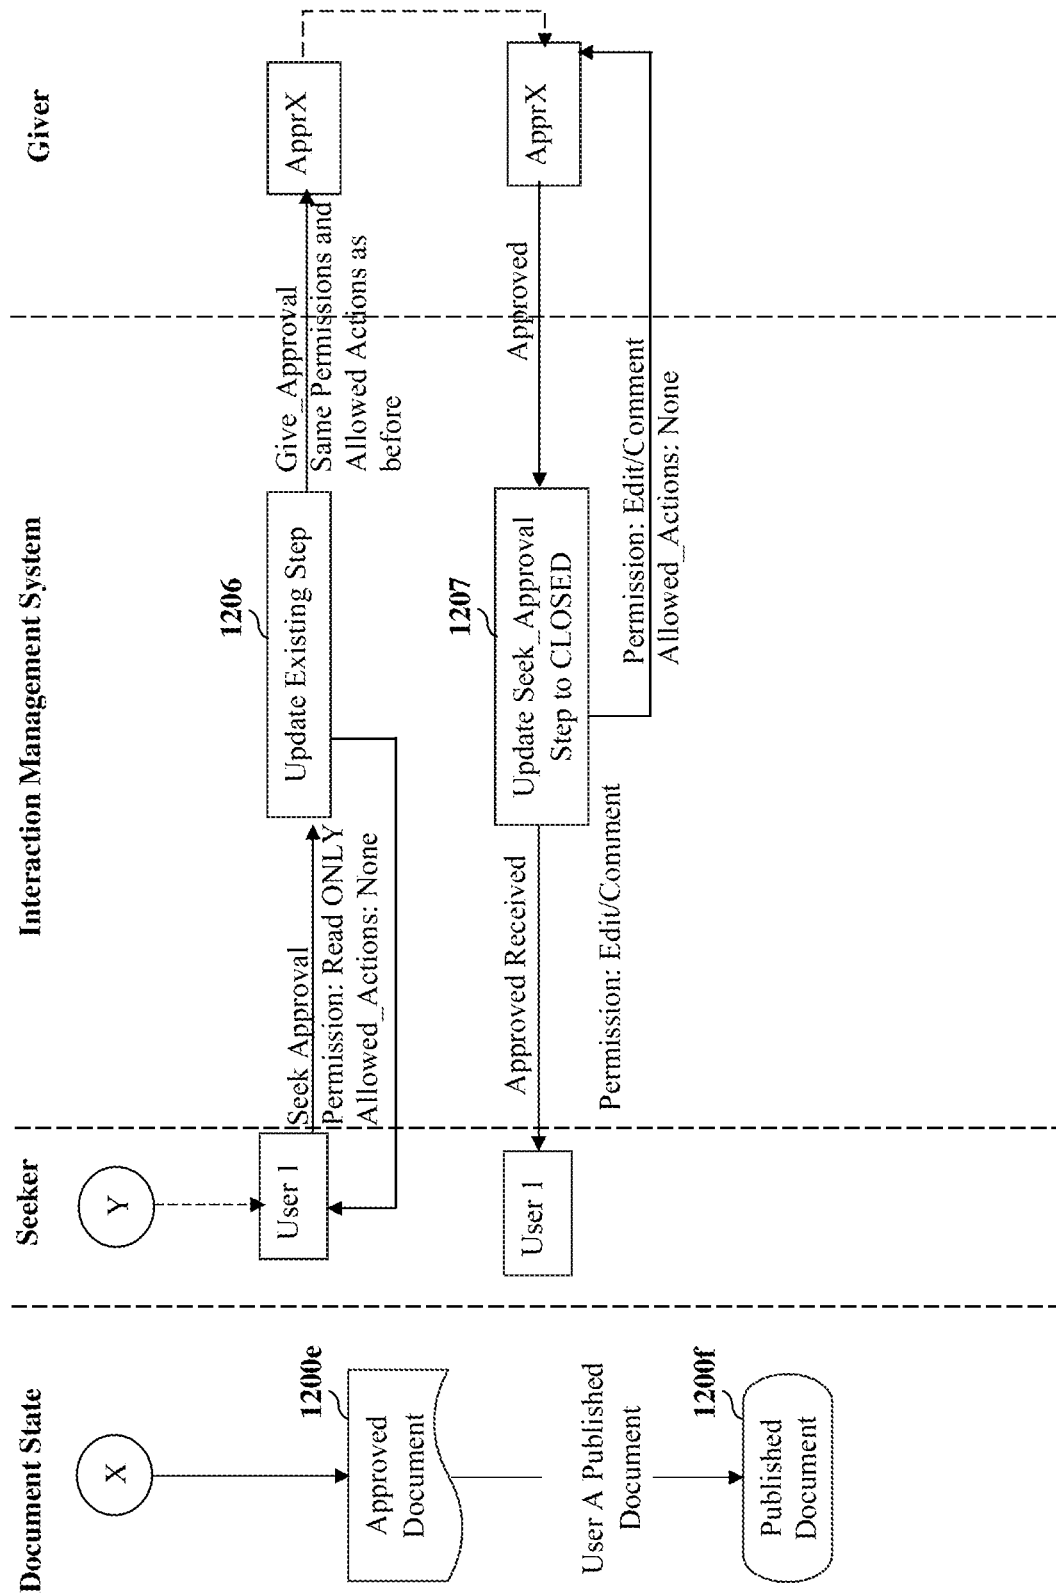 Document State
Seeker
Interaction Management System
Giver
X
Y
1200e
Approved
Document
User A Published
Document
1200f
Published
Document
User 1
Seek Approval
Permission: Read ONLY
Allowed_Actions: None
1206
Update Existing Step
Give_Approval
Same Permissions and
Allowed Actions as
before
ApprX
User 1
Approved Received
Permission: Edit/Comment
1207
Update Seek_Approval
Step to CLOSED
Approved
Permission: Edit/Comment
Allowed_Actions: None
ApprX